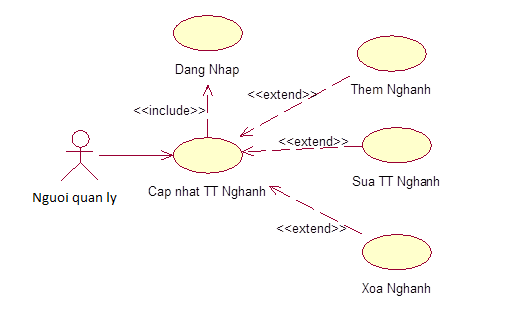 Dang Nhap
<<extend>>
Them Nghanh
<<include>>
<<extend>>
Nguoi quan ly
Cap nhat TT Nghanh
Sua TT Nghanh
<<extend>>
Xoa Nghanh